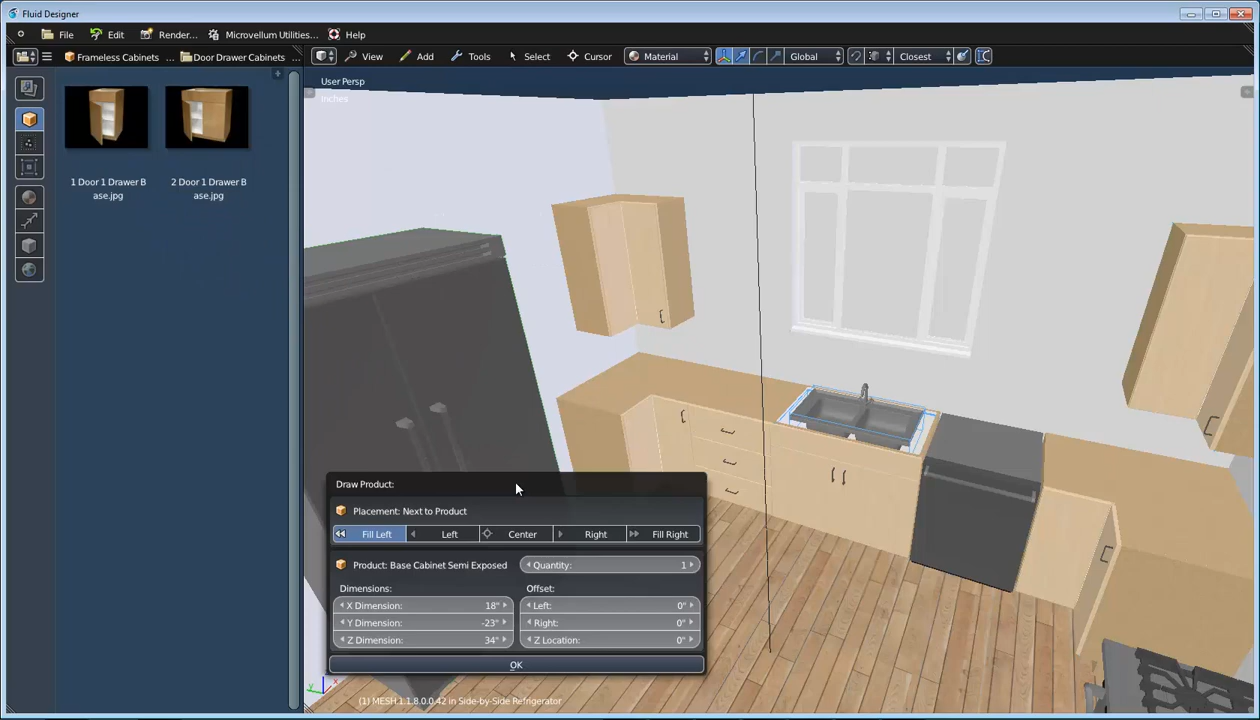 Fluid Designer
File Edit Render... Microvellum Utilities... Help
Frameless Cabinets ... Door Drawer Cabinets ... View Add Tools Select Cursor Material Global Closest
User Persp
Inches
1 Door 1 Drawer B
ase.jpg
2 Door 1 Drawer B
ase.jpg
Draw Product:
Placement: Next to Product
Fill Left Left Center Right Fill Right
Product: Base Cabinet Semi Exposed Quantity: 1
Dimensions: Offset:
X Dimension: 18" Left: 0"
Y Dimension: -23" Right: 0"
Z Dimension: 34" Z Location: 0"
OK
(1) MESH.1.1.8.0.0.42 in Side-by-Side Refrigerator
y
z